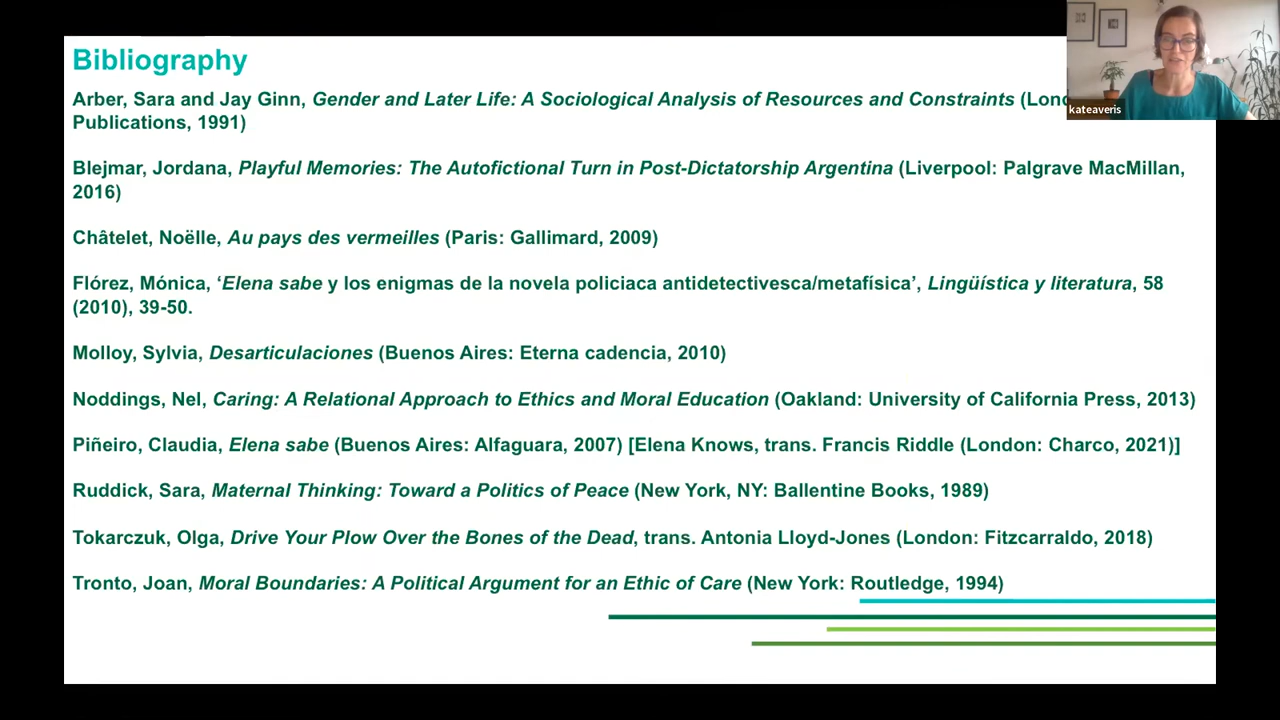 Bibliography
Arber, Sara and Jay Ginn, Gender and Later Life: A Sociological Analysis of Resources and Constraints
Publications, 1991)
Blejmar, Jordana, Playful Memories: The Autofictional Turn in Post-Dictatorship Argentina (Liverpool: Palgrave MacMillan,
2016)
Châtelet, Noëlle, Au pays des vermeilles (Paris: Gallimard, 2009)
Flórez, Mónica, ‘Elena sabe y los enigmas de la novela policiaca antidetectivesca/metafísica’, Lingüística y literatura, 58
(2010), 39-50.
Molloy, Sylvia, Desarticulaciones (Buenos Aires: Eterna cadencia, 2010)
Noddings, Nel, Caring: A Relational Approach to Ethics and Moral Education (Oakland: University of California Press, 2013)
Piñeiro, Claudia, Elena sabe (Buenos Aires: Alfaguara, 2007) [Elena Knows, trans. Francis Riddle (London: Charco, 2021)]
Ruddick, Sara, Maternal Thinking: Toward a Politics of Peace (New York, NY: Ballentine Books, 1989)
Tokarczuk, Olga, Drive Your Plow Over the Bones of the Dead, trans. Antonia Lloyd-Jones (London: Fitzcarraldo, 2018)
Tronto, Joan, Moral Boundaries: A Political Argument for an Ethic of Care (New York: Routledge, 1994)
kateaveris